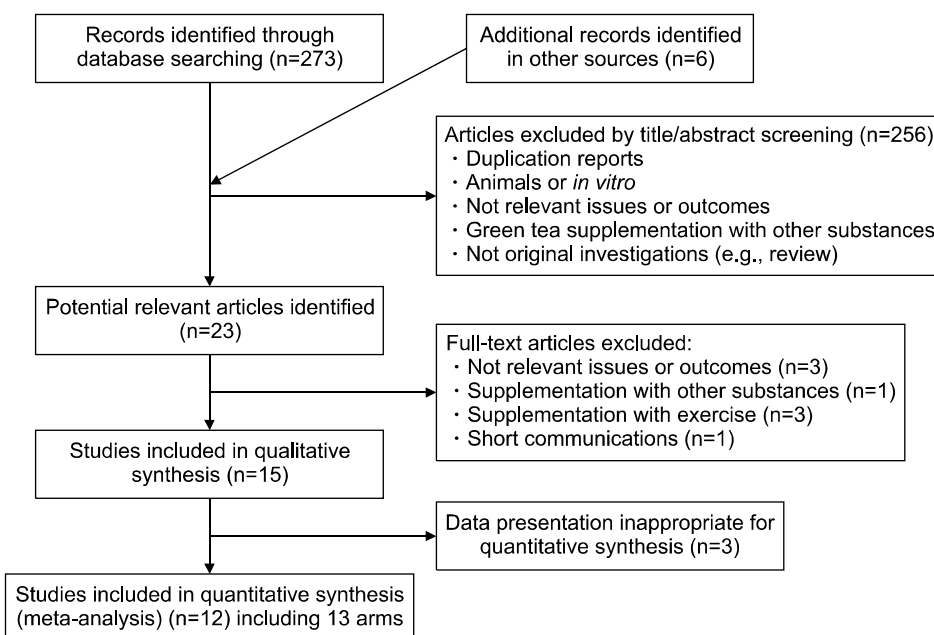 Records identified through
database searching (n=273)
Additional records identified
in other sources (n=6)
Articles excluded by title/abstract screening (n=256)
· Duplication reports
· Animals or in vitro
· Not relevant issues or outcomes
· Green tea supplementation with other substances
· Not original investigations (e.g., review)
Potential relevant articles identified
(n=23)
Full-text articles excluded:
· Not relevant issues or outcomes (n=3)
· Supplementation with other substances (n=1)
· Supplementation with exercise (n=3)
· Short communications (n=1)
Studies included in qualitative
synthesis (n=15)
Data presentation inappropriate for
quantitative synthesis (n=3)
Studies included in quantitative synthesis
(meta-analysis) (n=12) including 13 arms